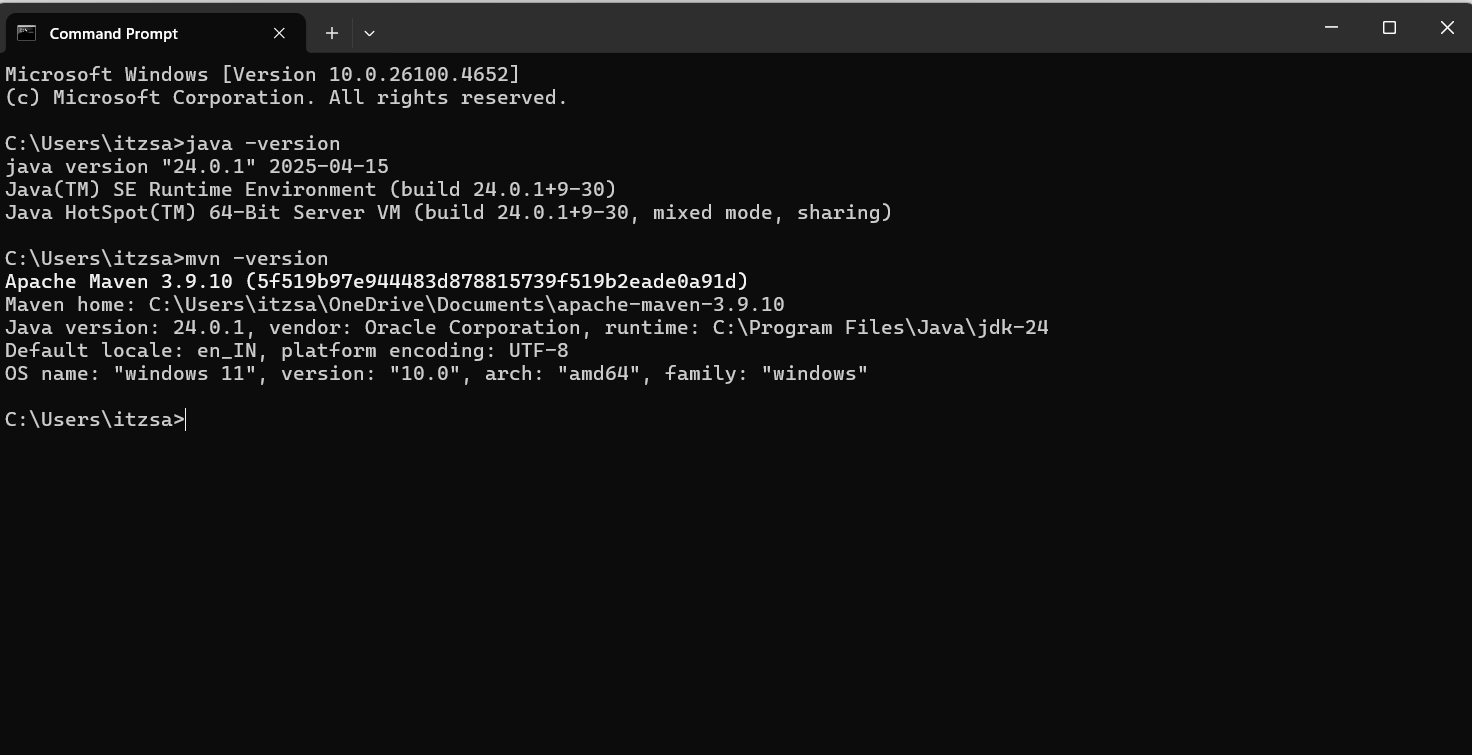 Command Prompt
Microsoft Windows [Version 10.0.26100.4652]
(c) Microsoft Corporation. All rights reserved.
C:\Users\itzsa>java -version
java version "24.0.1" 2025-04-15
Java(TM) SE Runtime Environment (build 24.0.1+9-30)
Java HotSpot(TM) 64-Bit Server VM (build 24.0.1+9-30, mixed mode, sharing)
C:\Users\itzsa>mvn -version
Apache Maven 3.9.10 (5f519b97e944483d878815739f519b2eade0a91d)
Maven home: C:\Users\itzsa\OneDrive\Documents\apache-maven-3.9.10
Java version: 24.0.1, vendor: Oracle Corporation, runtime: C:\Program Files\Java\jdk-24
Default locale: en_IN, platform encoding: UTF-8
OS name: "windows 11", version: "10.0", arch: "amd64", family: "windows"
C:\Users\itzsa>